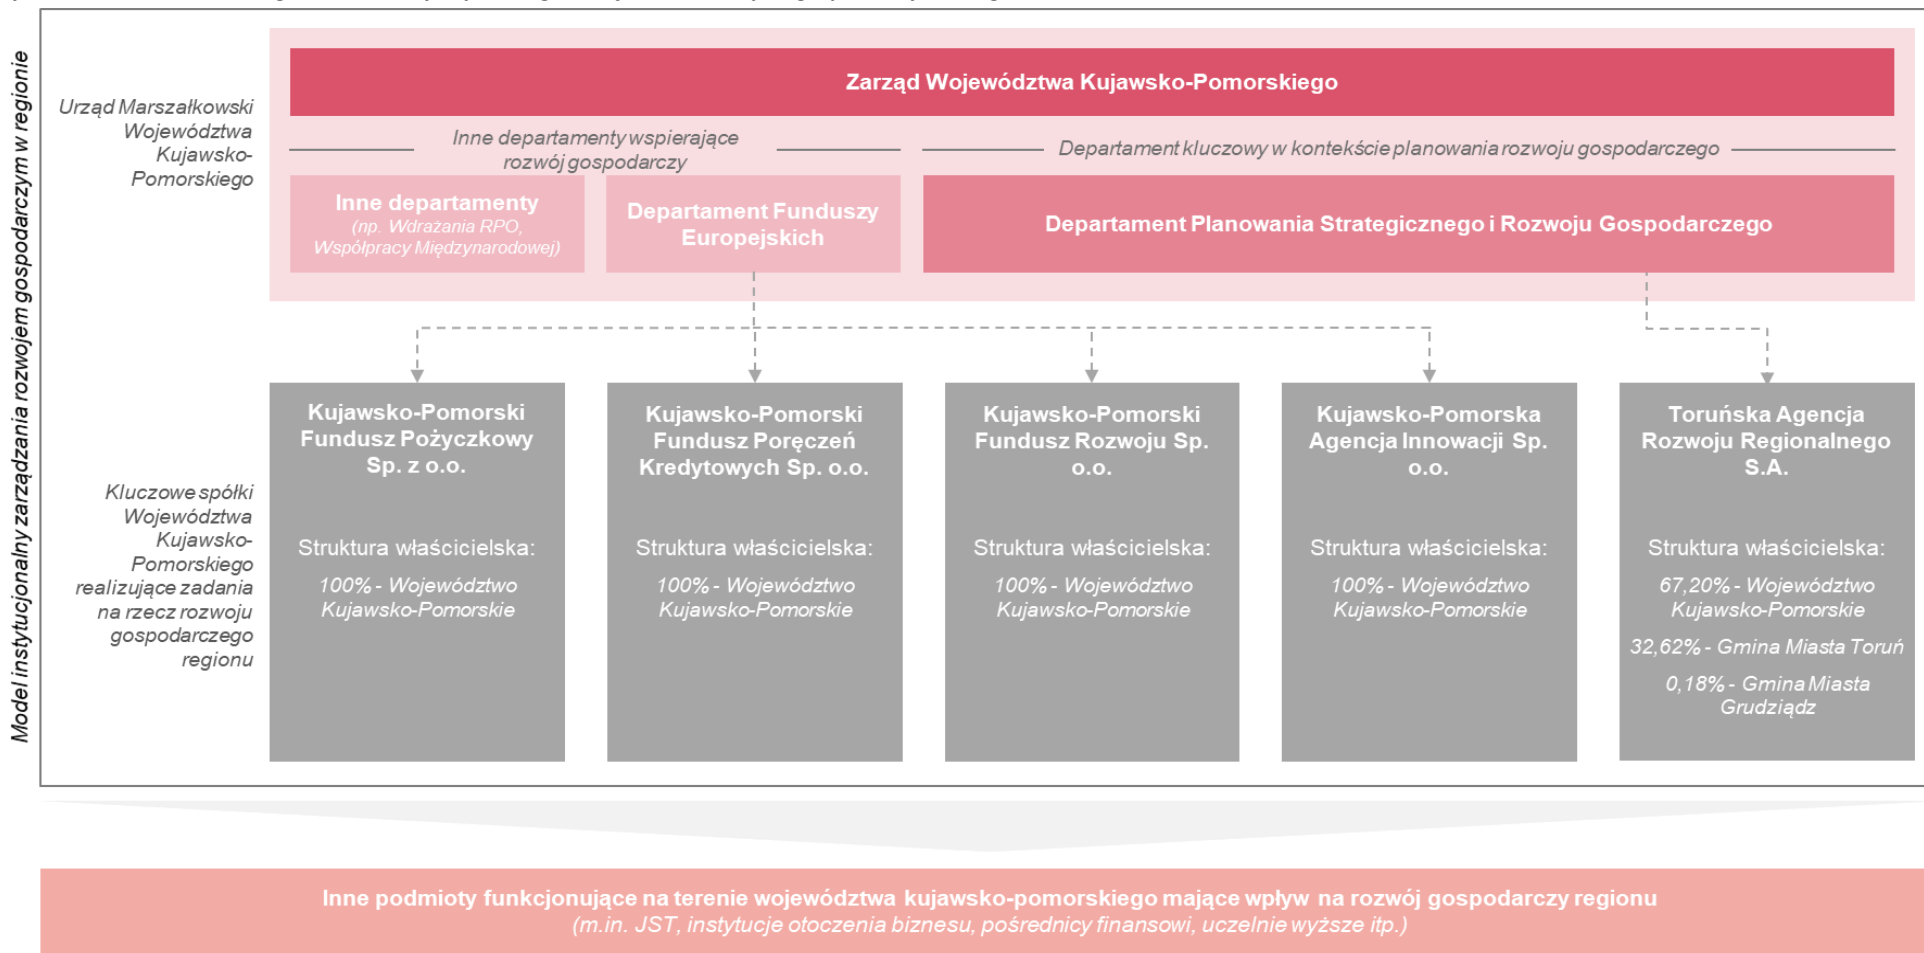 Model instytucjonalny zarządzania rozwojem gospodarczym w regionie
Urząd Marszałkowski
Województwa
Kujawsko-
Pomorskiego
Zarząd Województwa Kujawsko-Pomorskiego
Inne departamenty wspierające
rozwój gospodarczy
Departament kluczowy w kontekście planowania rozwoju gospodarczego
Inne departamenty
(np. Wdrażania RPO,
Współpracy Międzynarodowej)
Departament Funduszy
Europejskich
Departament Planowania Strategicznego i Rozwoju Gospodarczego
Kluczowe spółki
Województwa
Kujawsko-
Pomorskiego
realizujące zadania
na rzecz rozwoju
gospodarczego
regionu
Kujawsko-Pomorski
Fundusz Pożyczkowy
Sp. z o.o.
Struktura właścicielska:
100% - Województwo
Kujawsko-Pomorskie
Kujawsko-Pomorski
Fundusz Poręczeń
Kredytowych Sp. o.o.
Struktura właścicielska:
100% - Województwo
Kujawsko-Pomorskie
Kujawsko-Pomorski
Fundusz Rozwoju Sp.
o.o.
Struktura właścicielska:
100% - Województwo
Kujawsko-Pomorskie
Kujawsko-Pomorska
Agencja Innowacji Sp.
o.o.
Struktura właścicielska:
100% - Województwo
Kujawsko-Pomorskie
Toruńska Agencja
Rozwoju Regionalnego
S.A.
Struktura właścicielska:
67,20% - Województwo
Kujawsko-Pomorskie
32,62% - Gmina Miasta Toruń
0,18% - Gmina Miasta
Grudziądz
Inne podmioty funkcjonujące na terenie województwa kujawsko-pomorskiego mające wpływ na rozwój gospodarczy regionu
(m.in. JST, instytucje otoczenia biznesu, pośrednicy finansowi, uczelnie wyższe itp.)